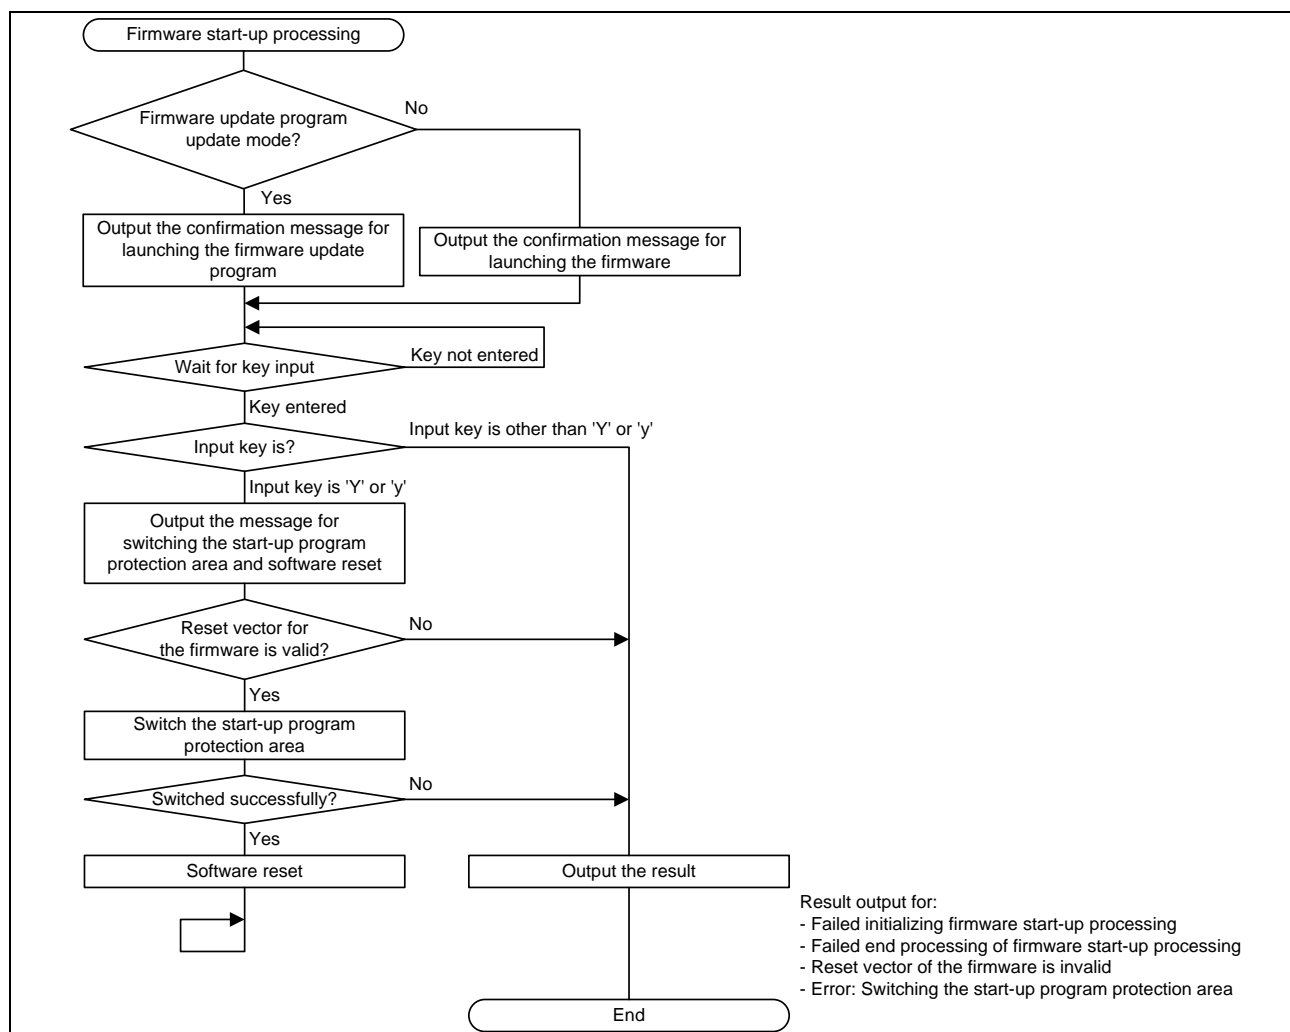 Firmware start-up processing
No
Firmware update program
update mode?
Yes
Output the confirmation message for
launching the firmware update
program
Output the confirmation message for
launching the firmware
Wait for key input
Key not entered
Key entered
Input key is?
Input key is other than 'Y' or 'y'
Input key is 'Y' or 'y'
Output the message for
switching the start-up program
protection area and software reset
Reset vector for
the firmware is valid?
No
Yes
Switch the start-up program
protection area
Switched successfully?
No
Yes
Software reset
Output the result
Result output for:
- Failed initializing firmware start-up processing
- Failed end processing of firmware start-up processing
- Reset vector of the firmware is invalid
- Error: Switching the start-up program protection area
End